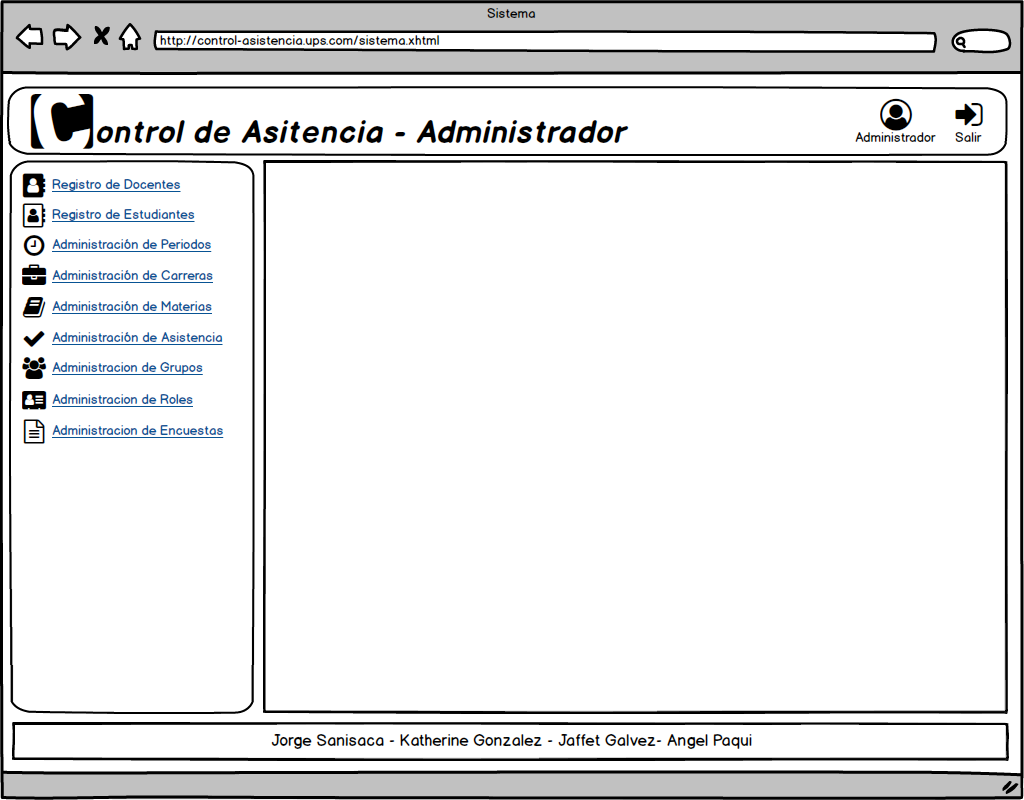 Sistema
http://control-asistencia.ups.com/sistema.xhtml
Control de Asitencia - Administrador
Administrador
Salir
Registro de Docentes
Registro de Estudiantes
Administración de Periodos
Administración de Carreras
Administración de Materias
Administración de Asistencia
Administracion de Grupos
Administracion de Roles
Administracion de Encuestas
Jorge Sanisaca - Katherine Gonzalez - Jaffet Galvez- Angel Paqui